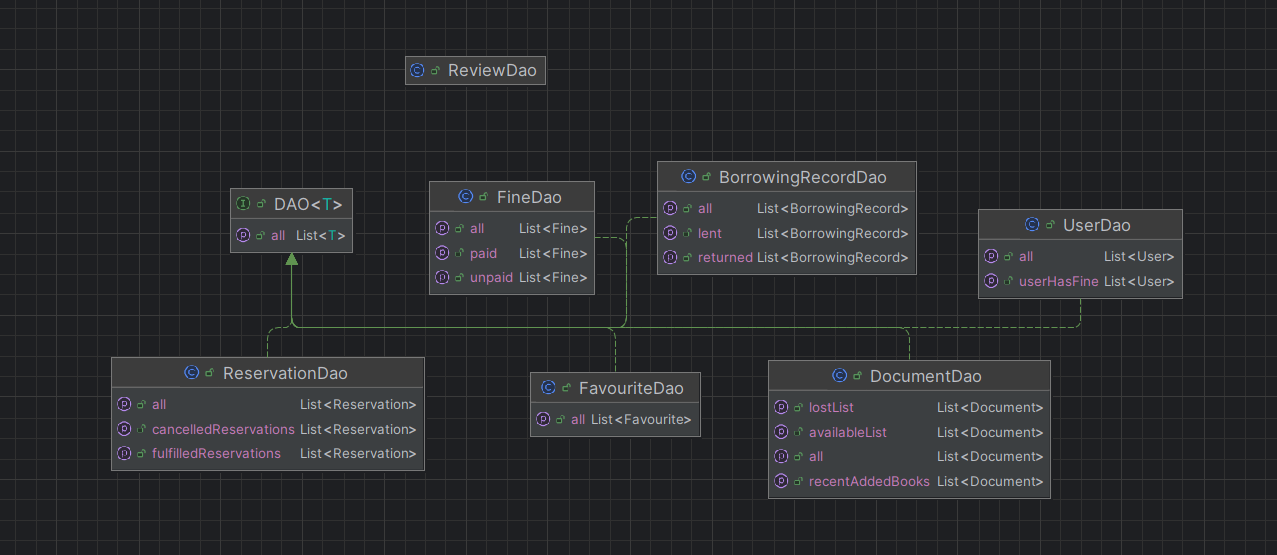 ReviewDao
DAO<T>
all List<T>
FineDao
all List<Fine>
paid List<Fine>
unpaid List<Fine>
BorrowingRecordDao
all List<BorrowingRecord>
lent List<BorrowingRecord>
returned List<BorrowingRecord>
UserDao
all List<User>
userHasFine List<User>
ReservationDao
all List<Reservation>
cancelledReservations List<Reservation>
fulfilledReservations List<Reservation>
FavouriteDao
all List<Favourite>
DocumentDao
lostList List<Document>
availableList List<Document>
all List<Document>
recentAddedBooks List<Document>